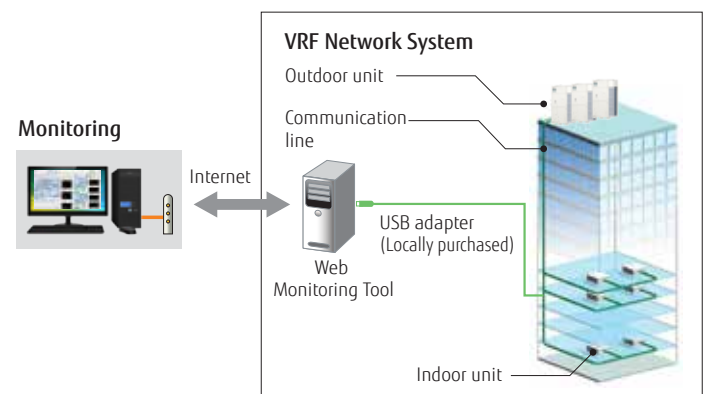 VRF Network System
Outdoor unit
Communication
line
Monitoring
Internet
USB adapter
(Locally purchased)
Web
Monitoring Tool
Indoor unit